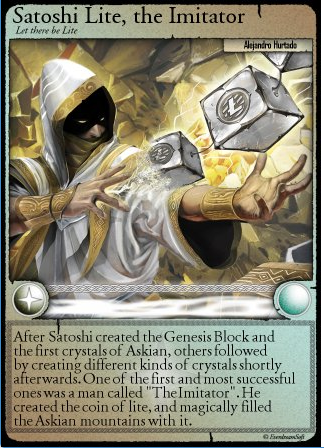 Satoshi Lite, the Imitator
Let there be Lite
Alejandro Hurtado
After Satoshi created the Genesis Block and
the first crystals of Askian, others followed
by creating different kinds of crystals shortly
afterwards. One of the first and most successful
ones was a man called "The Imitator". He
created the coin of lite, and magically filled
the Askian mountains with it.
© EverdreamSoft